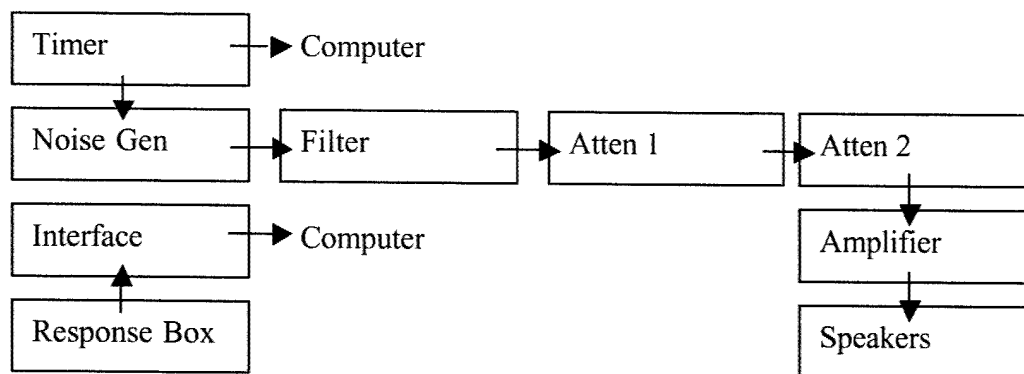 Timer
Computer
Noise Gen
Filter
Atten 1
Atten 2
Interface
Computer
Amplifier
Response Box
Speakers